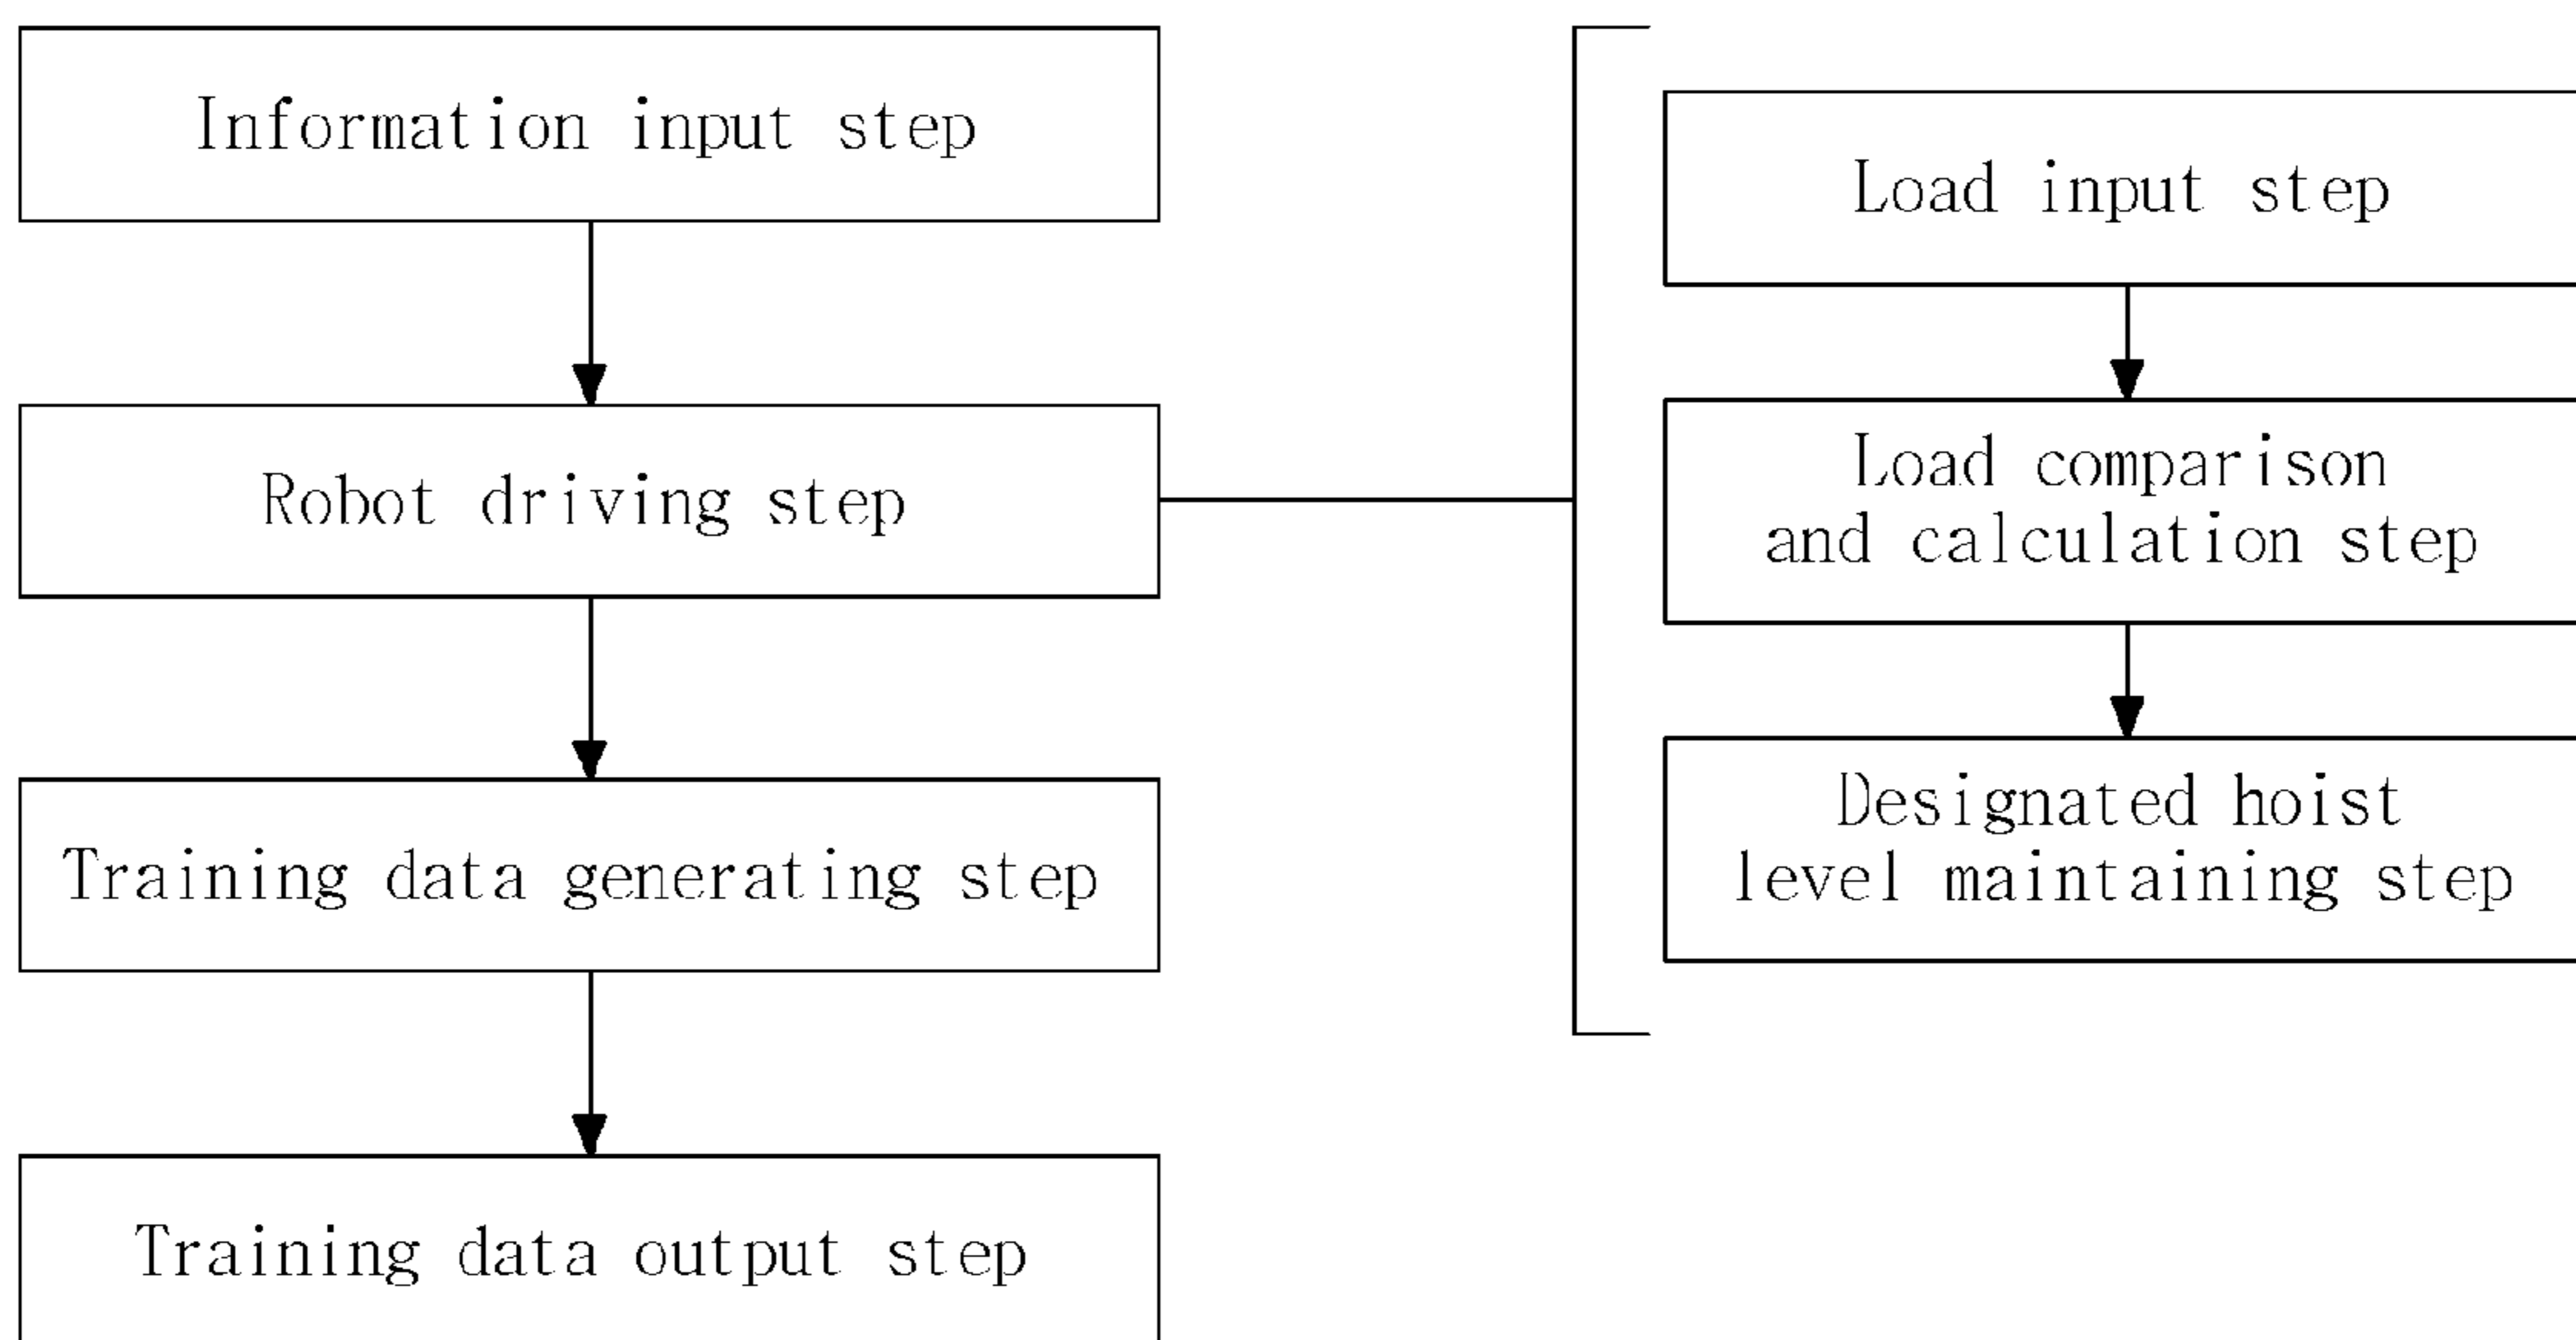 Information input step
Robot driving step
Training data generating step
Training data output step
Load input step
Load comparison
and calculation step
Designated hoist
level maintaining step